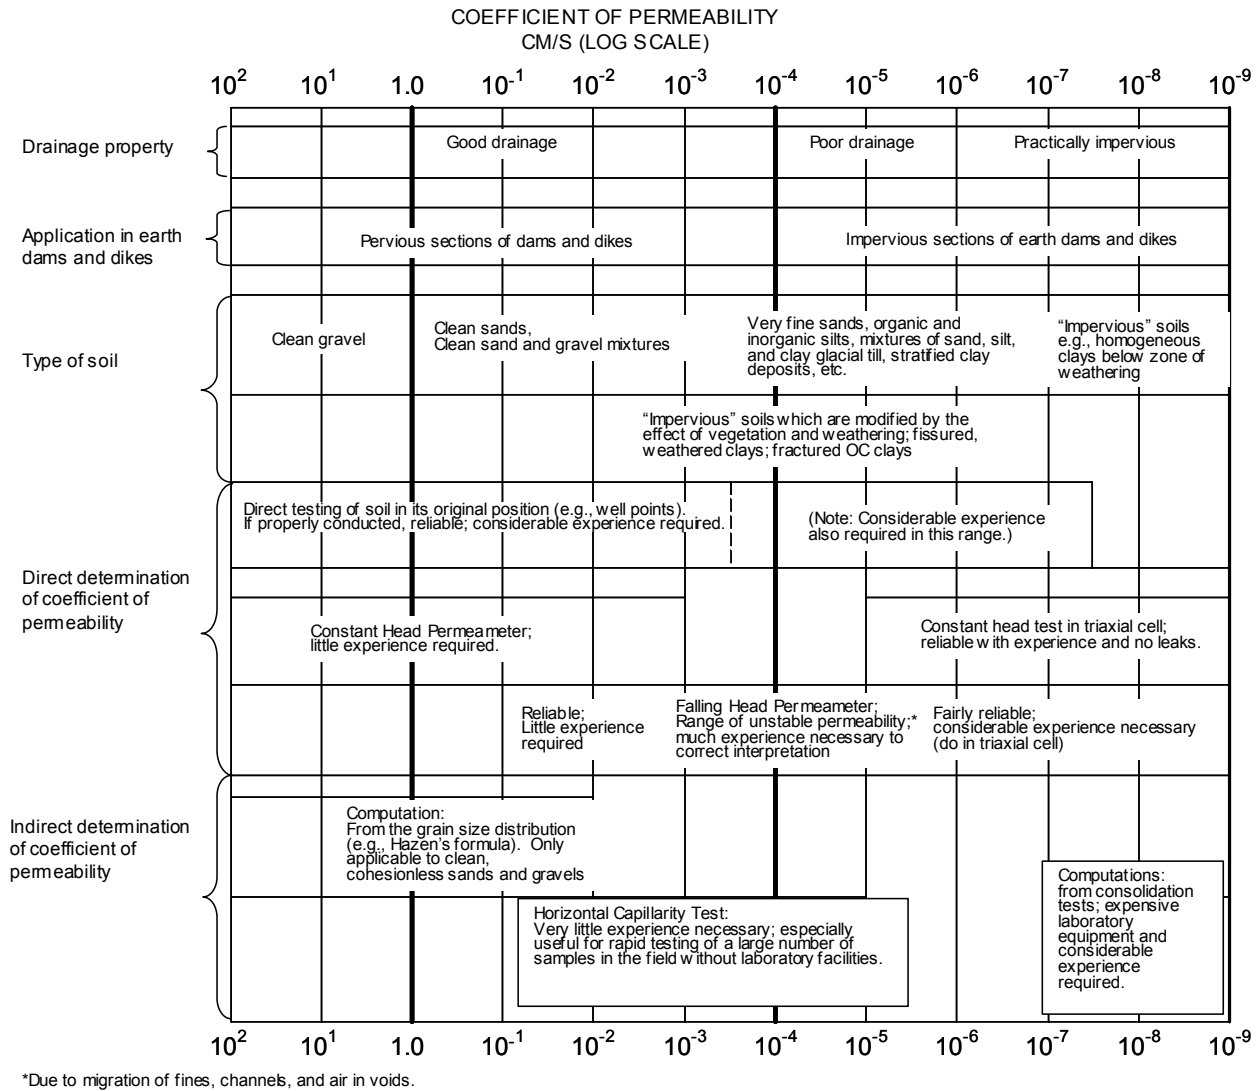 COEFFICIENT OF PERMEABILITY
CM/S (LOG SCALE)
10² 10¹ 1.0 10⁻¹ 10⁻² 10⁻³ 10⁻⁴ 10⁻⁵ 10⁻⁶ 10⁻⁷ 10⁻⁸ 10⁻⁹
Drainage property
Good drainage
Poor drainage
Practically impervious
Application in earth
dams and dikes
Pervious sections of dams and dikes
Impervious sections of earth dams and dikes
Type of soil
Clean gravel
Clean sands,
Clean sand and gravel mixtures
Very fine sands, organic and
inorganic silts, mixtures of sand, silt,
and clay glacial till, stratified clay
deposits, etc.
“Impervious” soils
e.g., homogeneous
clays below zone of
weathering
“Impervious” soils which are modified by the
effect of vegetation and weathering; fissured,
weathered clays; fractured OC clays
Direct determination
of coefficient of
permeability
Direct testing of soil in its original position (e.g., well points).
If properly conducted, reliable; considerable experience required.
(Note: Considerable experience
also required in this range.)
Constant Head Permeameter;
little experience required.
Constant head test in triaxial cell;
reliable with experience and no leaks.
Reliable;
Little experience
required
Falling Head Permeameter;
Range of unstable permeability;*
much experience necessary to
correct interpretation
Fairly reliable;
considerable experience necessary
(do in triaxial cell)
Indirect determination
of coefficient of
permeability
Computation:
From the grain size distribution
(e.g., Hazen’s formula). Only
applicable to clean,
cohesionless sands and gravels
Horizontal Capillarity Test:
Very little experience necessary; especially
useful for rapid testing of a large number of
samples in the field without laboratory facilities.
Computations:
from consolidation
tests; expensive
laboratory
equipment and
considerable
experience
required.
10² 10¹ 1.0 10⁻¹ 10⁻² 10⁻³ 10⁻⁴ 10⁻⁵ 10⁻⁶ 10⁻⁷ 10⁻⁸ 10⁻⁹
*Due to migration of fines, channels, and air in voids.